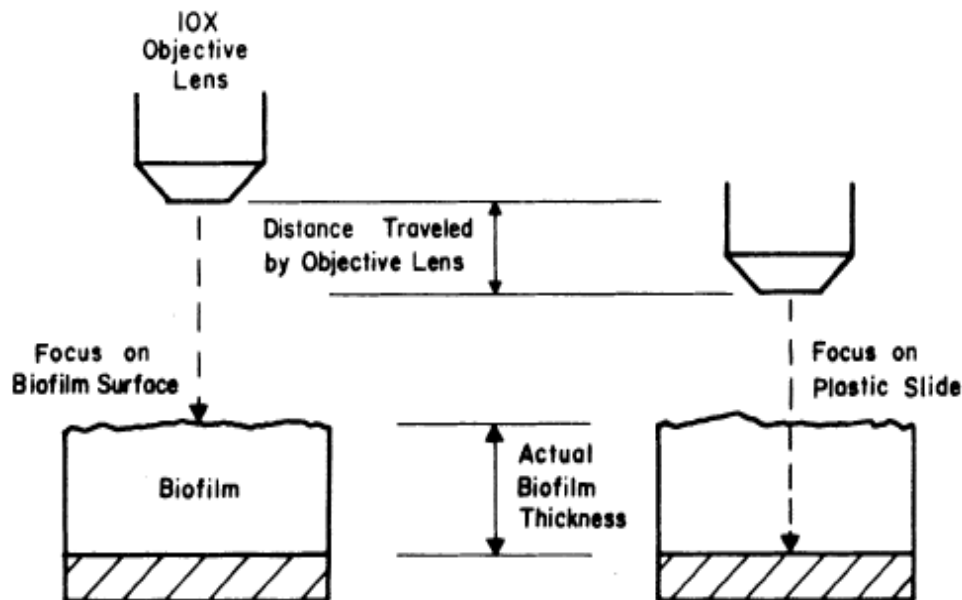 10X
Objective
Lens
Distance Traveled
by Objective Lens
Focus on
Biofilm Surface
Focus on
Plastic Slide
Biofilm
Actual
Biofilm
Thickness